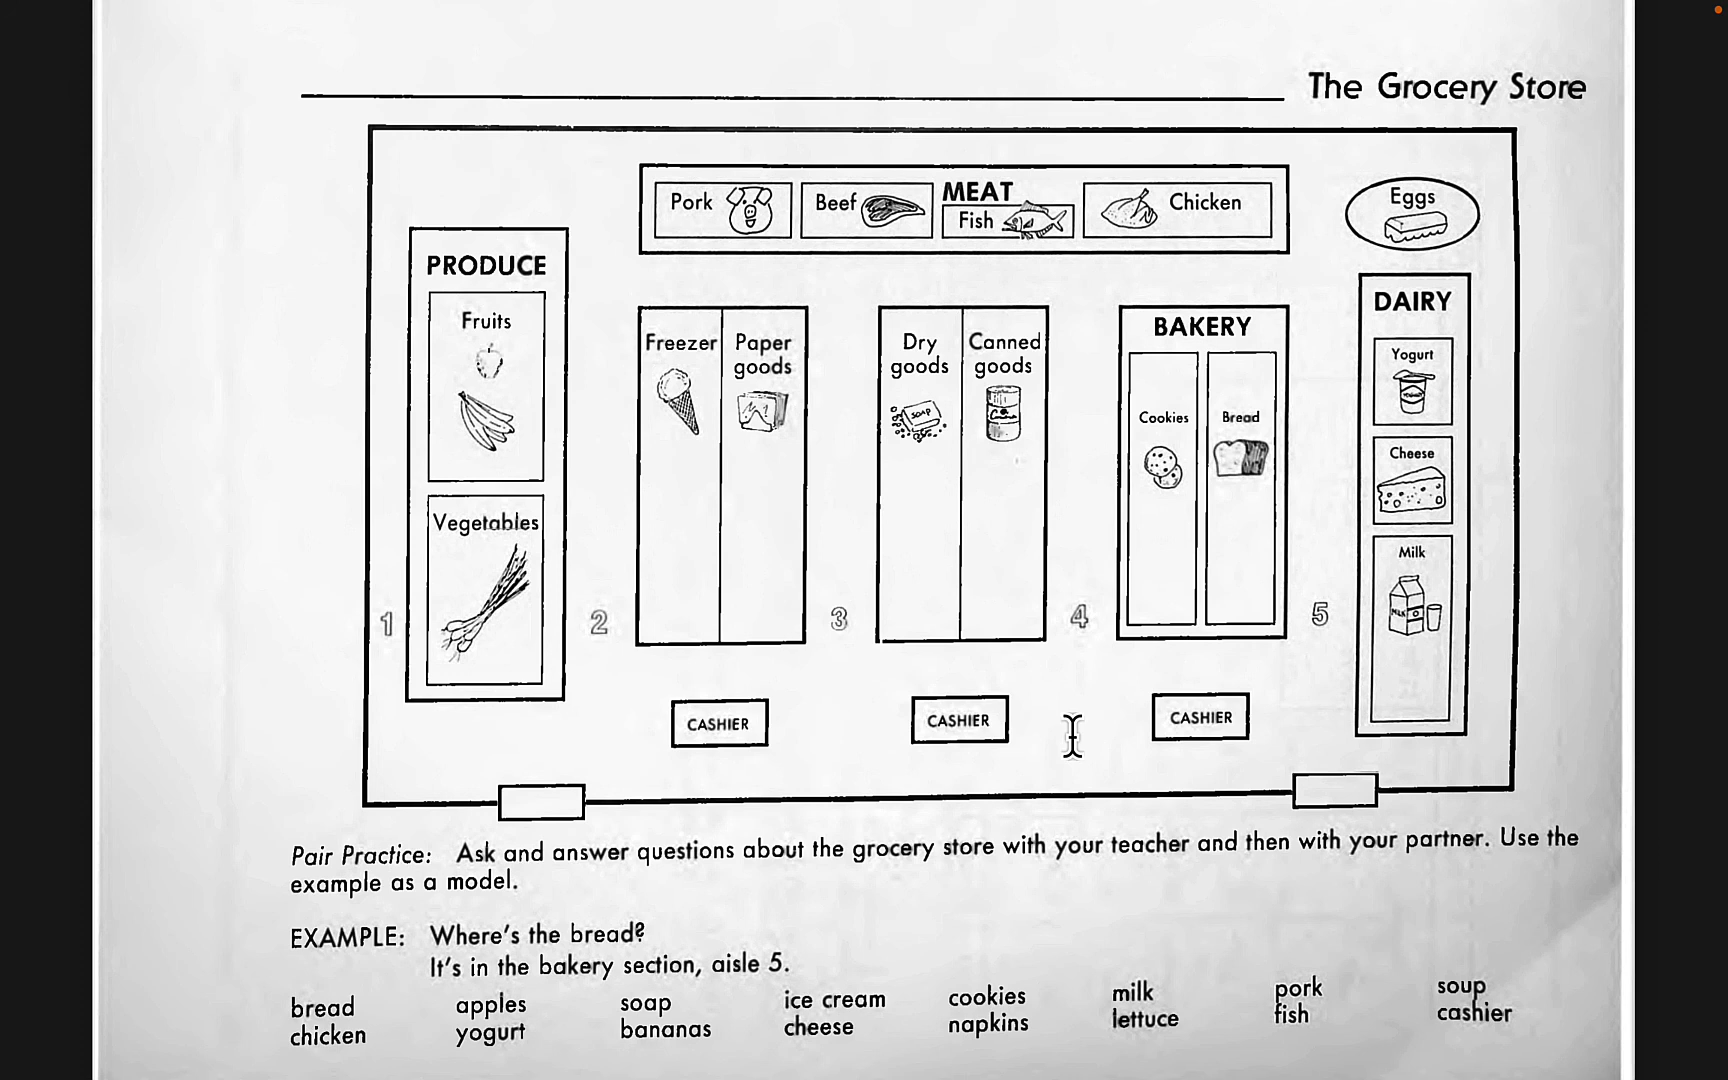 The Grocery Store
MEAT
Pork
Beef
Fish
Chicken
Eggs
PRODUCE
Fruits
Vegetables
Freezer
Paper
goods
Dry
goods
SOAP
Canned
goods
BAKERY
Cookies
Bread
DAIRY
Yogurt
YOGURT
Cheese
Milk
MILK
1
2
3
4
5
CASHIER
CASHIER
CASHIER
Pair Practice: Ask and answer questions about the grocery store with your teacher and then with your partner. Use the
example as a model.
EXAMPLE: Where's the bread?
It's in the bakery section, aisle 5.
bread apples soap ice cream cookies milk pork soup
chicken yogurt bananas cheese napkins lettuce fish cashier